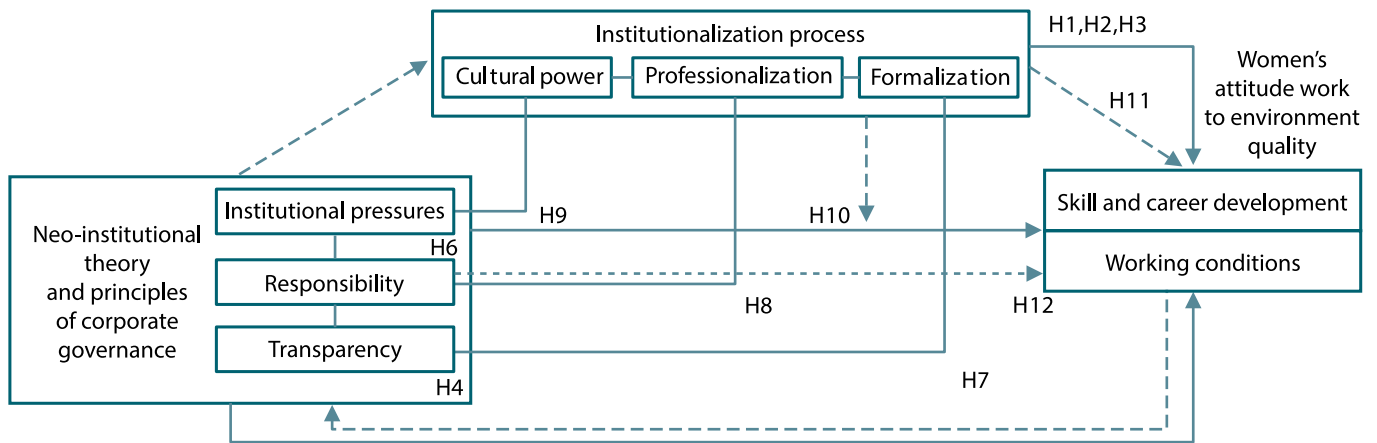 Institutionalization process
Cultural power
Professionalization
Formalization
H1,H2,H3
H11
Women’s
attitude work
to environment
quality
Neo-institutional
theory
and principles
of corporate
governance
Institutional pressures
H6
Responsibility
Transparency
H4
H9
H10
H8
H12
H7
Skill and career development
Working conditions